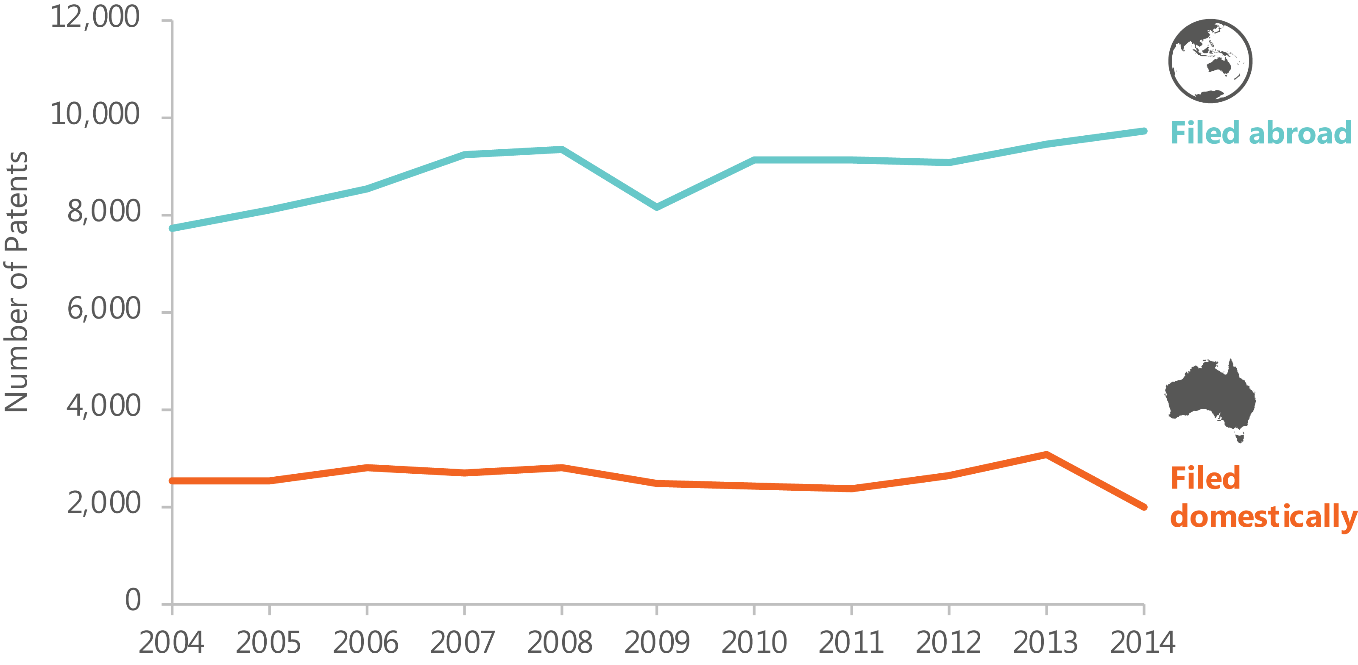 12,000
10,000
8,000
6,000
4,000
2,000
0
Number of Patents
2004 2005 2006 2007 2008 2009 2010 2011 2012 2013 2014
Filed abroad
Filed
domestically